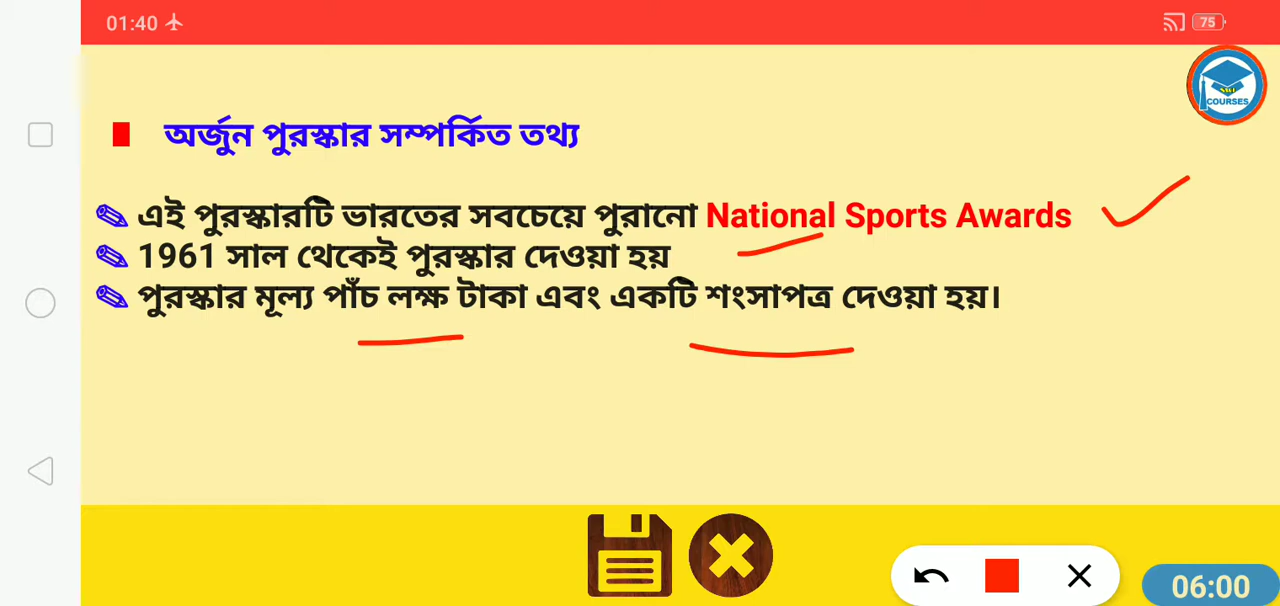 01:40
75
COURSES
অর্জুন পুরস্কার সম্পর্কিত তথ্য
এই পুরস্কারটি ভারতের সবচেয়ে পুরানো National Sports Awards
1961 সাল থেকেই পুরস্কার দেওয়া হয়
পুরস্কার মূল্য পাঁচ লক্ষ টাকা এবং একটি শংসাপত্র দেওয়া হয়।
06:00